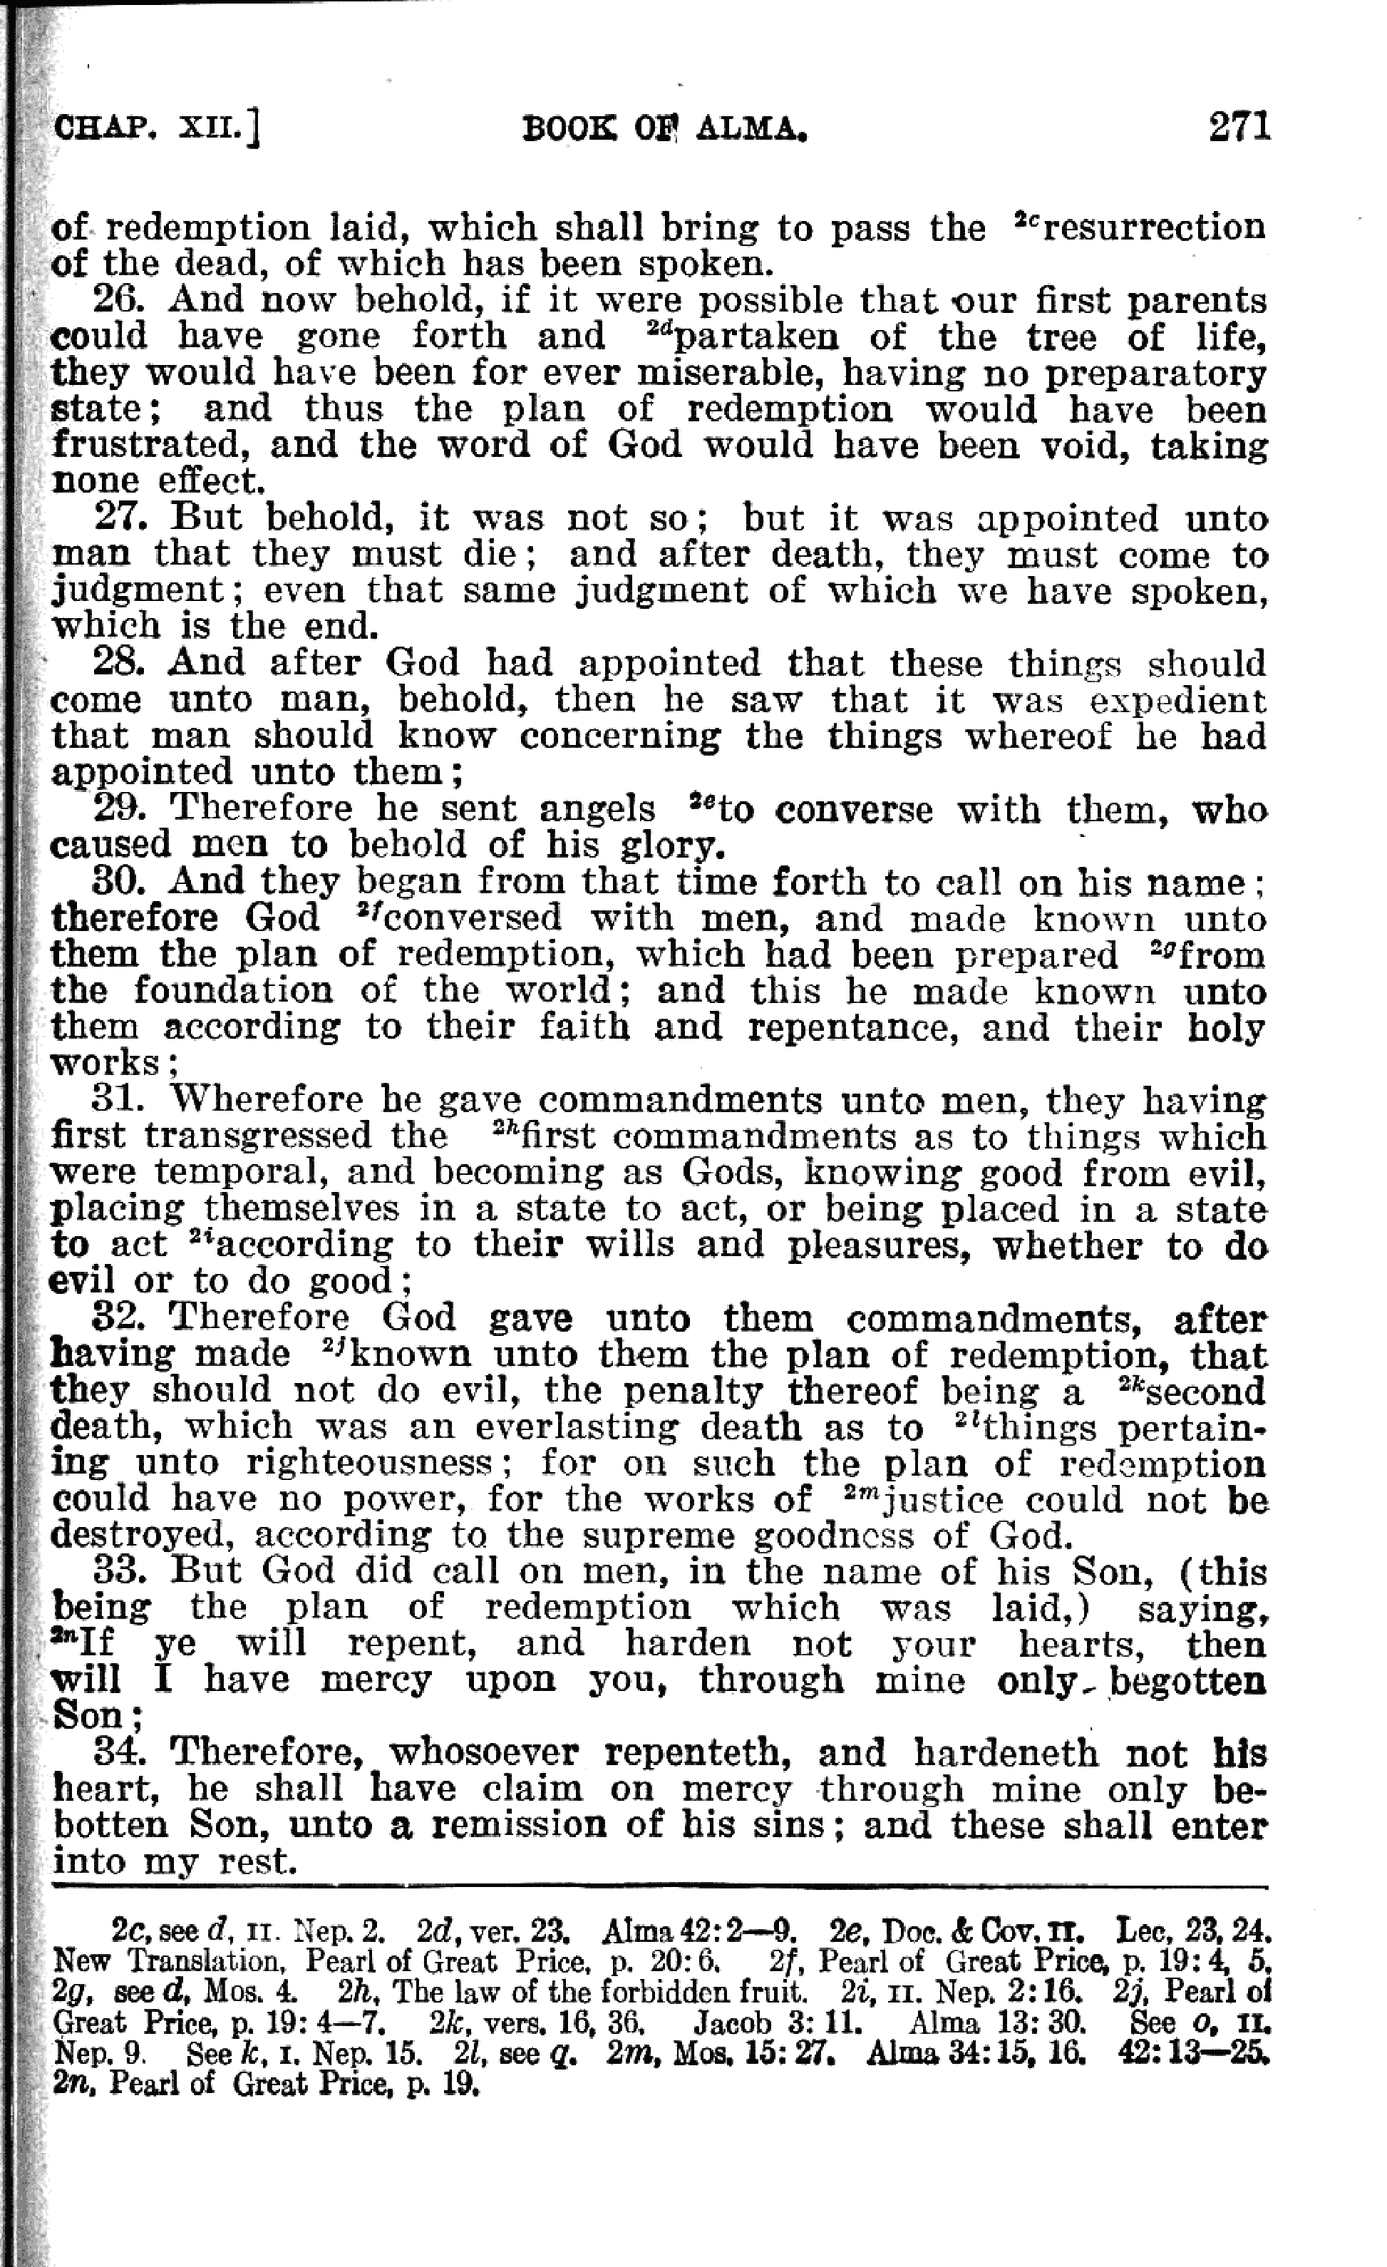 CHAP. XII.] BOOK OF ALMA. 271
of redemption laid, which shall bring to pass the 2cresurrection
of the dead, of which has been spoken.
26. And now behold, if it were possible that our first parents
could have gone forth and 2dpartaken of the tree of life,
they would have been for ever miserable, having no preparatory
state; and thus the plan of redemption would have been
frustrated, and the word of God would have been void, taking
none effect.
27. But behold, it was not so; but it was appointed unto
man that they must die; and after death, they must come to
judgment; even that same judgment of which we have spoken,
which is the end.
28. And after God had appointed that these things should
come unto man, behold, then he saw that it was expedient
that man should know concerning the things whereof he had
appointed unto them;
29. Therefore he sent angels 2eto converse with them, who
caused men to behold of his glory.
30. And they began from that time forth to call on his name;
therefore God 2fconversed with men, and made known unto
them the plan of redemption, which had been prepared 2gfrom
the foundation of the world; and this he made known unto
them according to their faith and repentance, and their holy
works;
31. Wherefore he gave commandments unto men, they having
first transgressed the 2hfirst commandments as to things which
were temporal, and becoming as Gods, knowing good from evil,
placing themselves in a state to act, or being placed in a state
to act 2iaccording to their wills and pleasures, whether to do
evil or to do good;
32. Therefore God gave unto them commandments, after
having made 2jknown unto them the plan of redemption, that
they should not do evil, the penalty thereof being a 2ksecond
death, which was an everlasting death as to 2lthings pertain-
ing unto righteousness; for on such the plan of redemption
could have no power, for the works of 2mjustice could not be
destroyed, according to the supreme goodness of God.
33. But God did call on men, in the name of his Son, (this
being the plan of redemption which was laid,) saying,
2nIf ye will repent, and harden not your hearts, then
will I have mercy upon you, through mine only begotten
Son;
34. Therefore, whosoever repenteth, and hardeneth not his
heart, he shall have claim on mercy through mine only be-
botten Son, unto a remission of his sins; and these shall enter
into my rest.
2c, see d, II. Nep. 2. 2d, ver. 23. Alma 42: 2—9. 2e, Doc. & Cov. II. Lec, 23, 24.
New Translation, Pearl of Great Price, p. 20: 6. 2f, Pearl of Great Price, p. 19: 4, 5.
2g, see d, Mos. 4. 2h, The law of the forbidden fruit. 2i, II. Nep. 2: 16. 2j, Pearl of
Great Price, p. 19: 4—7. 2k, vers. 16, 36. Jacob 3: 11. Alma 13: 30. See o, II.
Nep. 9. See k, I. Nep. 15. 2l, see q. 2m, Mos. 15: 27. Alma 34: 15, 16. 42: 13—25.
2n, Pearl of Great Price, p. 19.